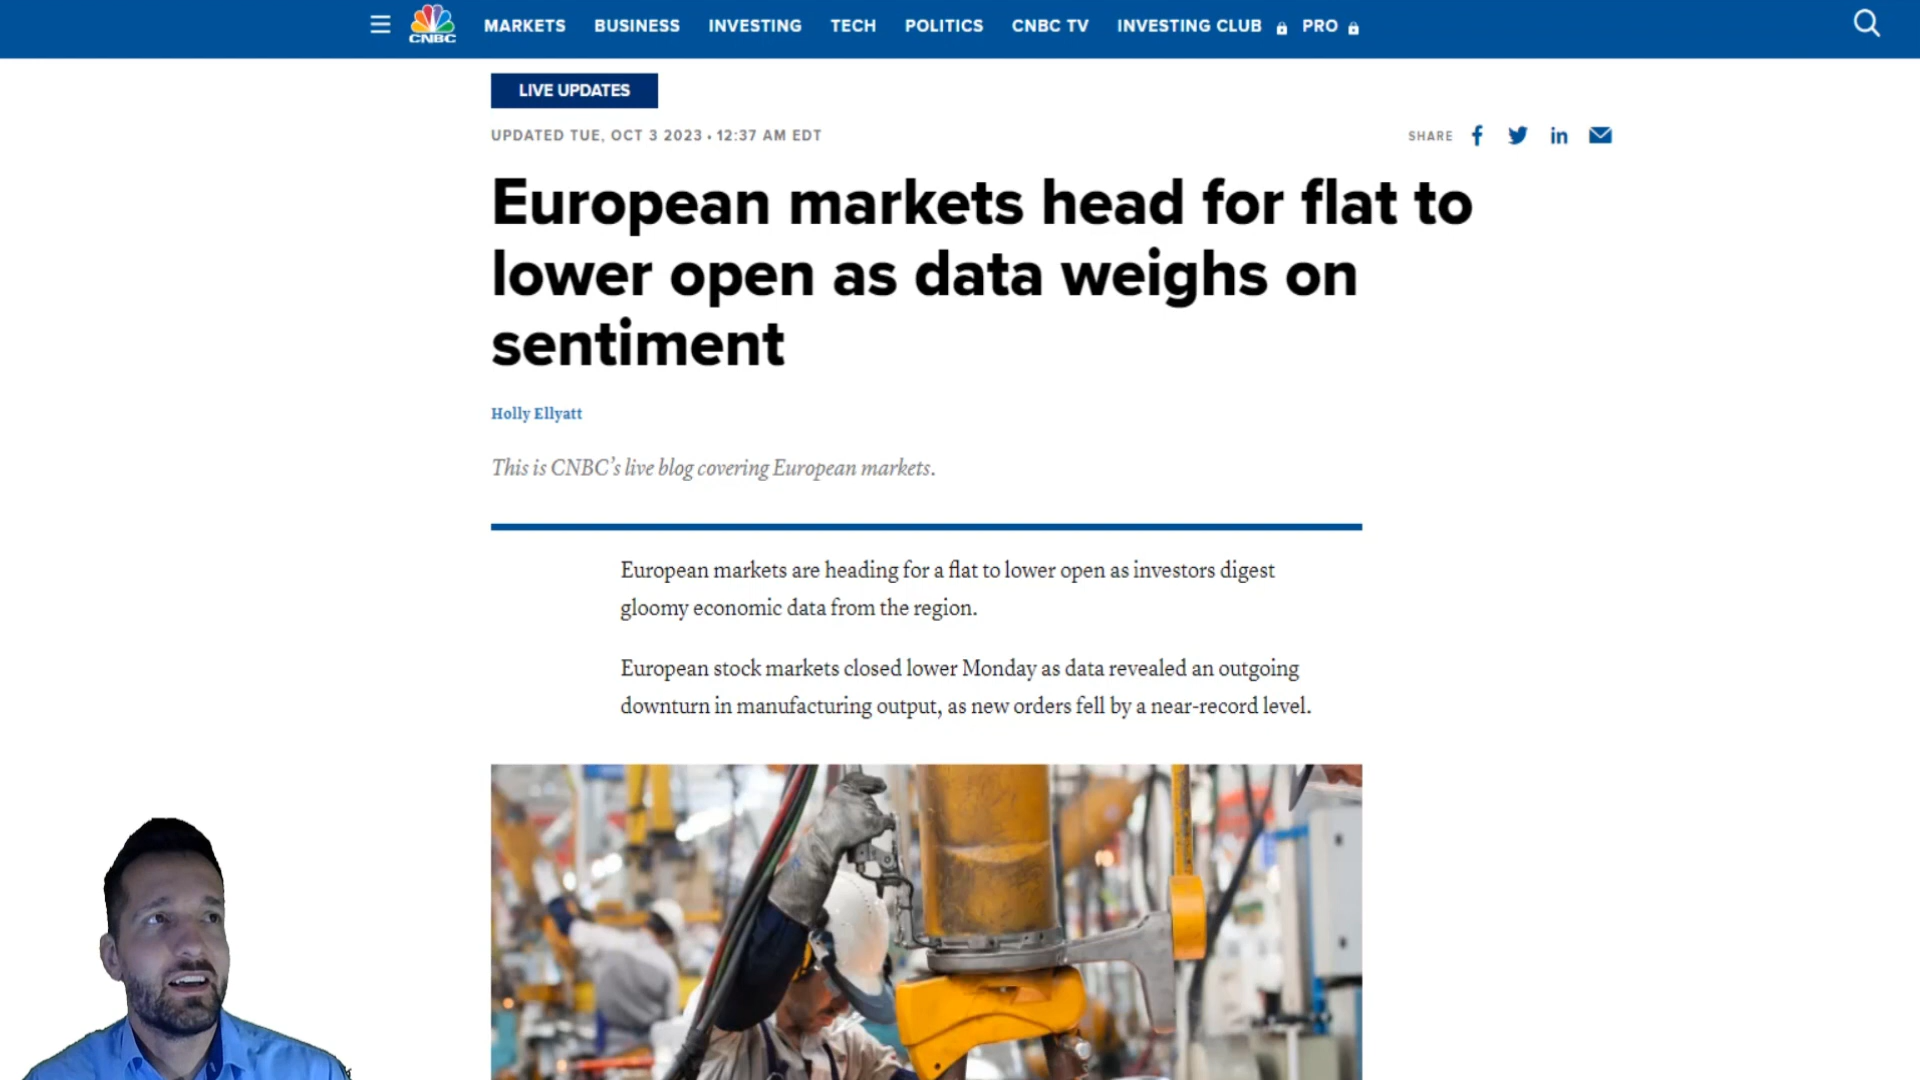 CNBC
MARKETS BUSINESS INVESTING TECH POLITICS CNBC TV INVESTING CLUB PRO
LIVE UPDATES
UPDATED TUE, OCT 3 2023 • 12:37 AM EDT
SHARE
European markets head for flat to
lower open as data weighs on
sentiment
Holly Ellyatt
This is CNBC’s live blog covering European markets.
European markets are heading for a flat to lower open as investors digest
gloomy economic data from the region.
European stock markets closed lower Monday as data revealed an outgoing
downturn in manufacturing output, as new orders fell by a near-record level.